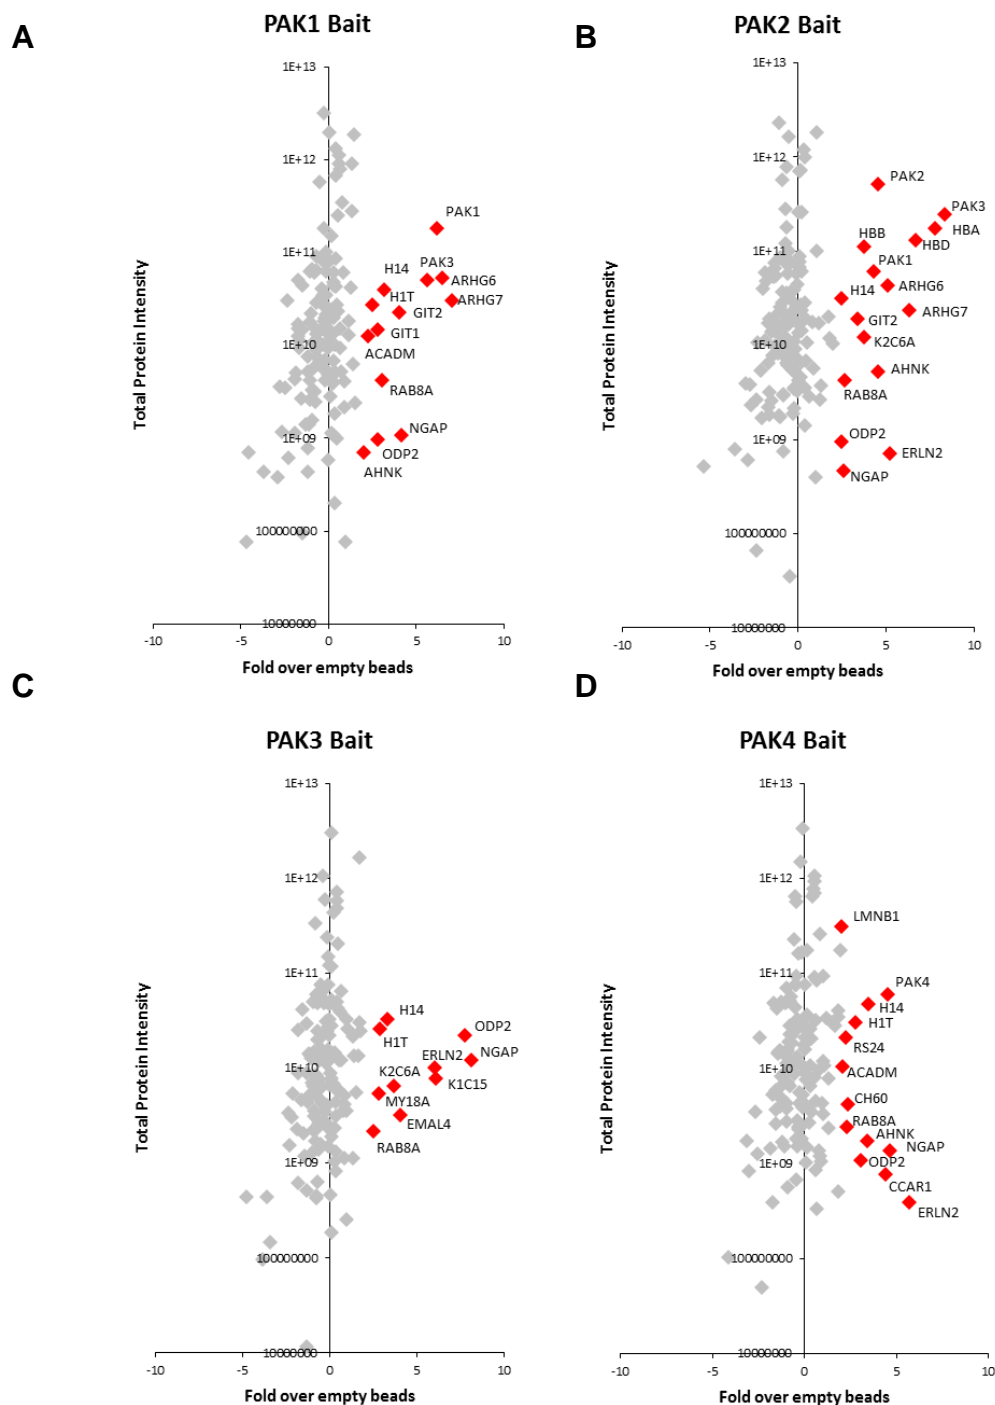 A
PAK1 Bait
1E+13
1E+12
PAK1
1E+11
H14
PAK3
ARHG6
H1T
ARHG7
GIT2
GIT1
1E+10
ACADM
RAB8A
NGAP
1E+09
ODP2
AHNK
100000000
10000000
-10
-5
0
5
10
Total Protein Intensity
Fold over empty beads
B
PAK2 Bait
1E+13
1E+12
PAK2
PAK3
HBA
HBB
HBD
1E+11
PAK1
ARHG6
H14
ARHG7
GIT2
K2C6A
1E+10
AHNK
RAB8A
ODP2
1E+09
ERLN2
NGAP
100000000
10000000
-10
-5
0
5
10
Total Protein Intensity
Fold over empty beads
C
PAK3 Bait
1E+13
1E+12
1E+11
H14
ODP2
H1T
ERLN2
NGAP
1E+10
K2C6A
K1C15
MY18A
EMAL4
RAB8A
1E+09
100000000
10000000
-10
-5
0
5
10
Total Protein Intensity
Fold over empty beads
D
PAK4 Bait
1E+13
1E+12
LMNB1
1E+11
PAK4
H14
H1T
RS24
1E+10
ACADM
CH60
RAB8A
AHNK
NGAP
1E+09
ODP2
CCAR1
ERLN2
100000000
10000000
-10
-5
0
5
10
Total Protein Intensity
Fold over empty beads